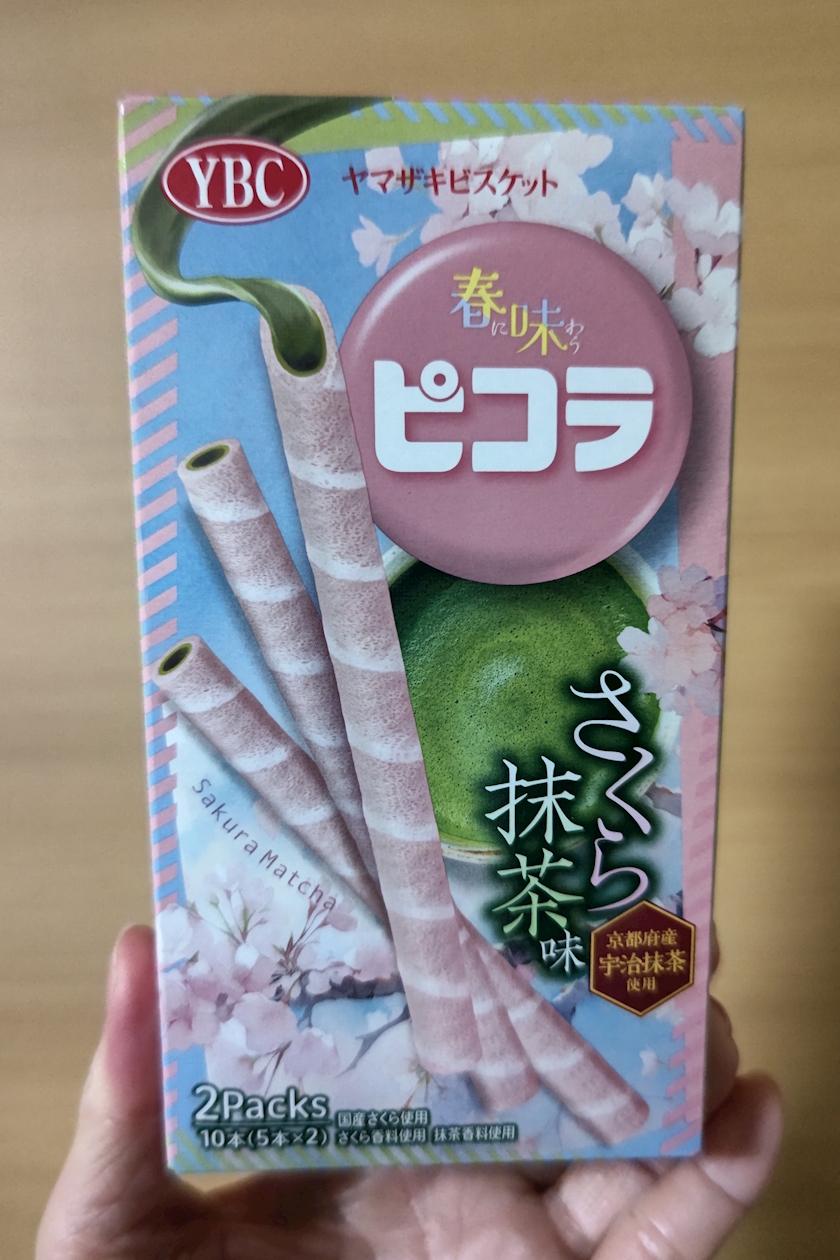 YBC
ヤマザキビスケット
春に味わう
ピコラ
さくら
抹茶味
Sakura Matcha
京都府産
宇治抹茶
使用
2Packs
10本(5本×2)
国産さくら使用
さくら香料使用 抹茶香料使用